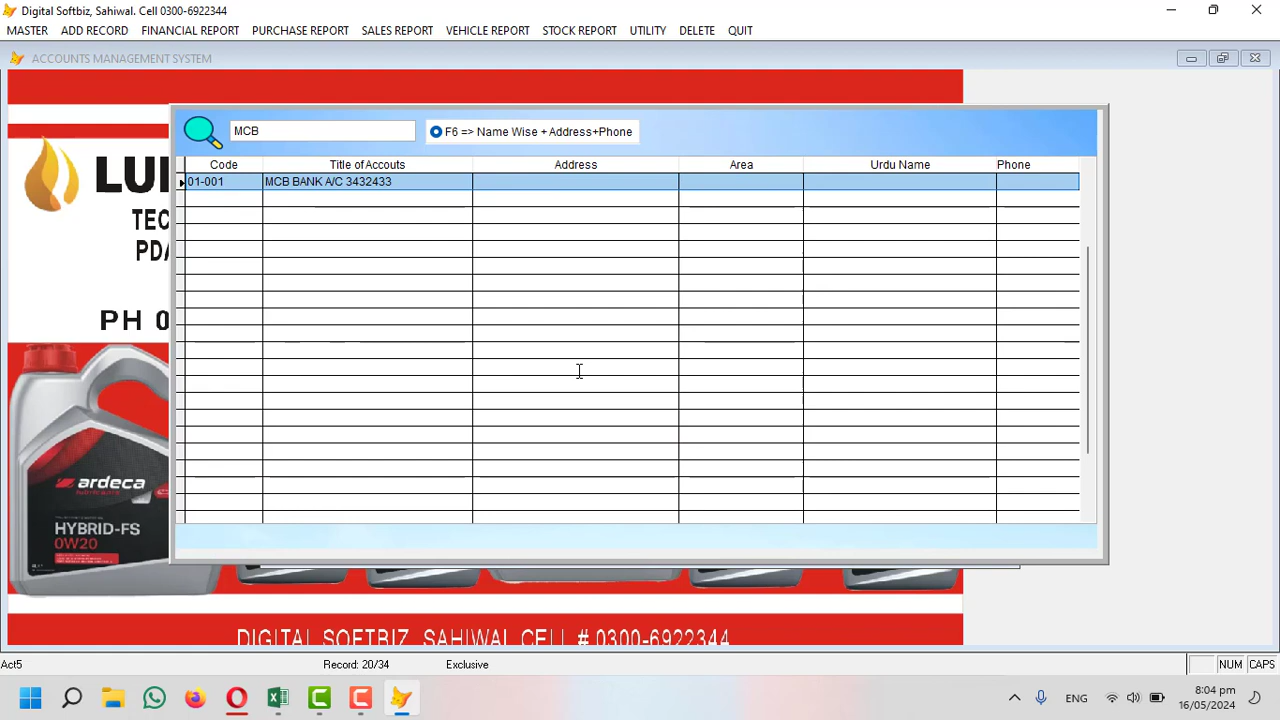 Digital Softbiz, Sahiwal. Cell 0300-6922344
MASTER ADD RECORD FINANCIAL REPORT PURCHASE REPORT SALES REPORT VEHICLE REPORT STOCK REPORT UTILITY DELETE QUIT
ACCOUNTS MANAGEMENT SYSTEM
MCB
F6 => Name Wise + Address+Phone
Code Title of Accouts Address Area Urdu Name Phone
01-001 MCB BANK A/C 3432433
LU
TEC
PDA
PH 0
ardeca
HYBRID-FS
0W20
DIGITAL SOFTBIZ SAHIWAL CELL # 0300-6922344
Act5 Record: 20/34 Exclusive NUM CAPS
ENG
8:04 pm
16/05/2024